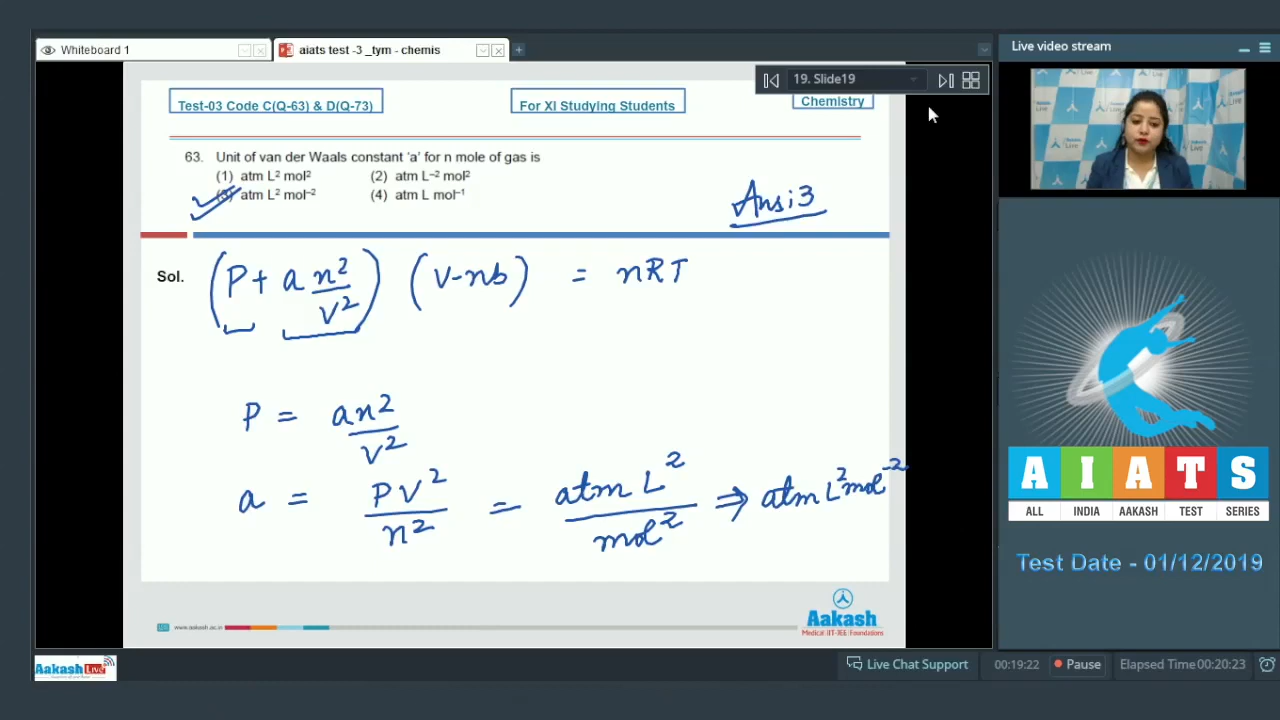 Whiteboard 1
aiats test -3 _tym - chemis
Live video stream
19. Slide19
Test-03 Code C(Q-63) & D(Q-73)
For XI Studying Students
Chemistry
63. Unit of van der Waals constant 'a' for n mole of gas is
(1) atm L² mol² (2) atm L⁻² mol²
(3) atm L² mol⁻² (4) atm L mol⁻¹
Ans:3
Sol. (P + a n²/V²) (V-nb) = nRT
P = an²/V²
a = PV²/n² = atm L²/mol² ⇒ atm L² mol⁻²
A I A T S
ALL INDIA AAKASH TEST SERIES
Test Date - 01/12/2019
www.aakash.ac.in
Aakash
Medical|IIT-JEE|Foundations
Aakash Live
Live Chat Support
00:19:22
Pause
Elapsed Time 00:20:23